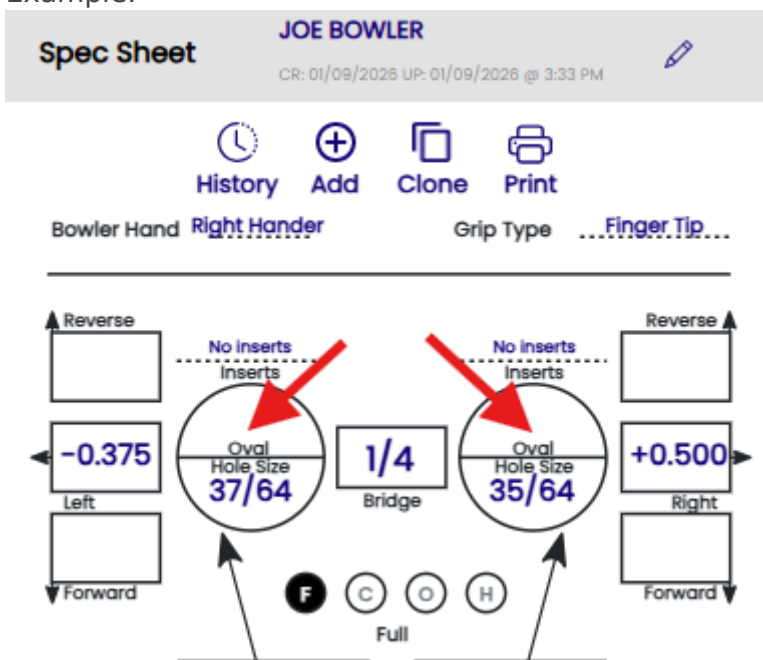 Example:
Spec Sheet
JOE BOWLER
CR: 01/09/2026 UP: 01/09/2026 @ 3:33 PM
History Add Clone Print
Bowler Hand Right Hander Grip Type Finger Tip
Reverse Reverse
No inserts No inserts
Inserts Inserts
Oval Oval
-0.375 Hole Size 1/4 Hole Size +0.500
37/64 35/64
Left Bridge Right
Forward F C O H Forward
Full